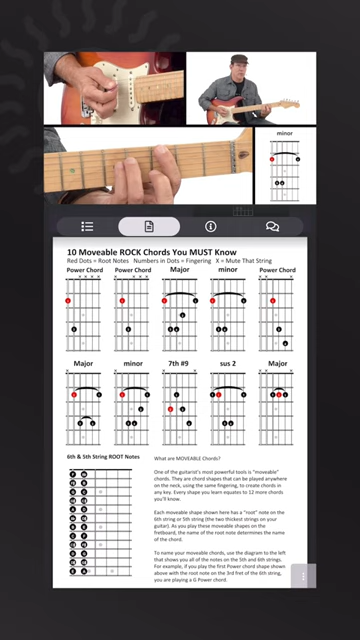 minor
10 Moveable ROCK Chords You MUST Know
Red Dots = Root Notes   Numbers in Dots = Fingering   X = Mute That String
Power Chord   Power Chord   Major   minor   Power Chord
Major   minor   7th #9   sus 2   Major
6th & 5th String ROOT Notes
What are MOVEABLE Chords?
One of the guitarist's most powerful tools is "moveable"
chords. They are chord shapes that can be played anywhere
on the neck, using the same fingering, to create chords in
any key. Every shape you learn equates to 12 more chords
you'll know.
Each moveable shape shown here has a "root" note on the
6th string or 5th string (the two thickest strings on your
guitar). As you play these moveable shapes on the
fretboard, the name of the root note determines the name
of the chord.
To name your moveable chords, use the diagram to the left
that shows you all of the notes on the 5th and 6th strings.
For example, if you play the first Power Chord shape shown
above with the root note on the 3rd fret of the 6th string,
you are playing a G Power chord.